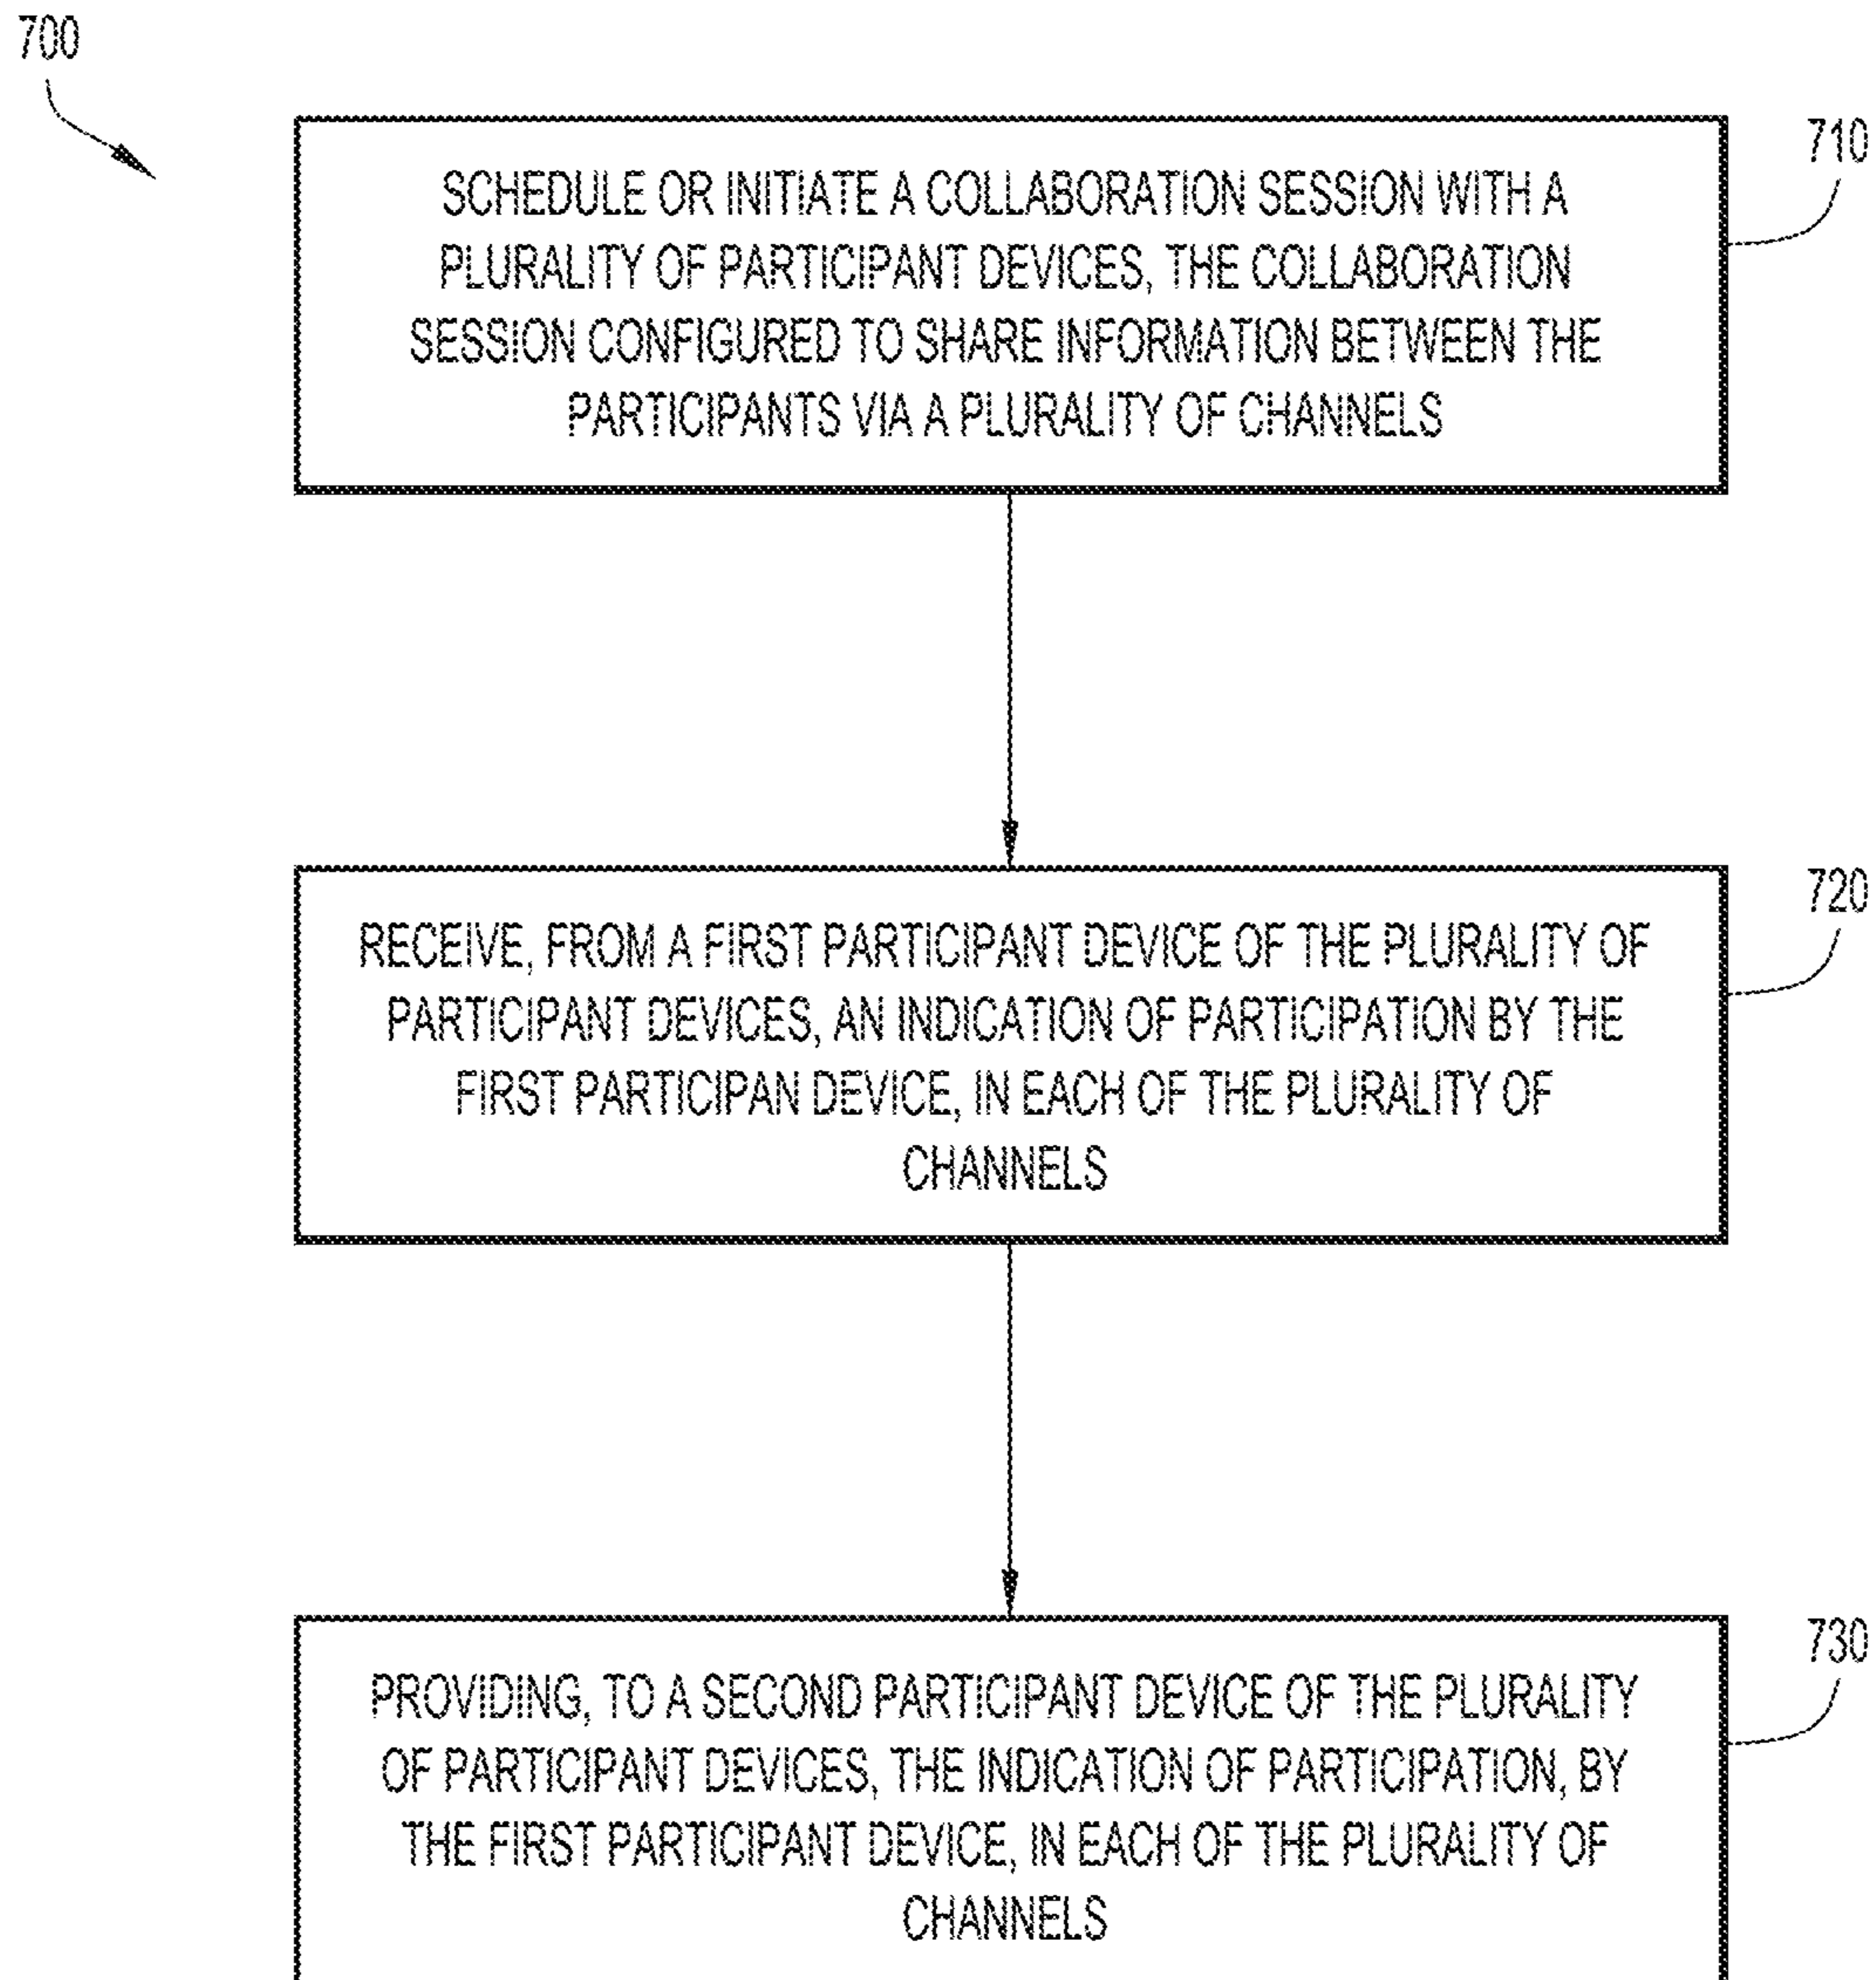 700
710
SCHEDULE OR INITIATE A COLLABORATION SESSION WITH A
PLURALITY OF PARTICIPANT DEVICES, THE COLLABORATION
SESSION CONFIGURED TO SHARE INFORMATION BETWEEN THE
PARTICIPANTS VIA A PLURALITY OF CHANNELS
720
RECEIVE, FROM A FIRST PARTICIPANT DEVICE OF THE PLURALITY OF
PARTICIPANT DEVICES, AN INDICATION OF PARTICIPATION BY THE
FIRST PARTICIPAN DEVICE, IN EACH OF THE PLURALITY OF
CHANNELS
730
PROVIDING, TO A SECOND PARTICIPANT DEVICE OF THE PLURALITY
OF PARTICIPANT DEVICES, THE INDICATION OF PARTICIPATION, BY
THE FIRST PARTICIPANT DEVICE, IN EACH OF THE PLURALITY OF
CHANNELS